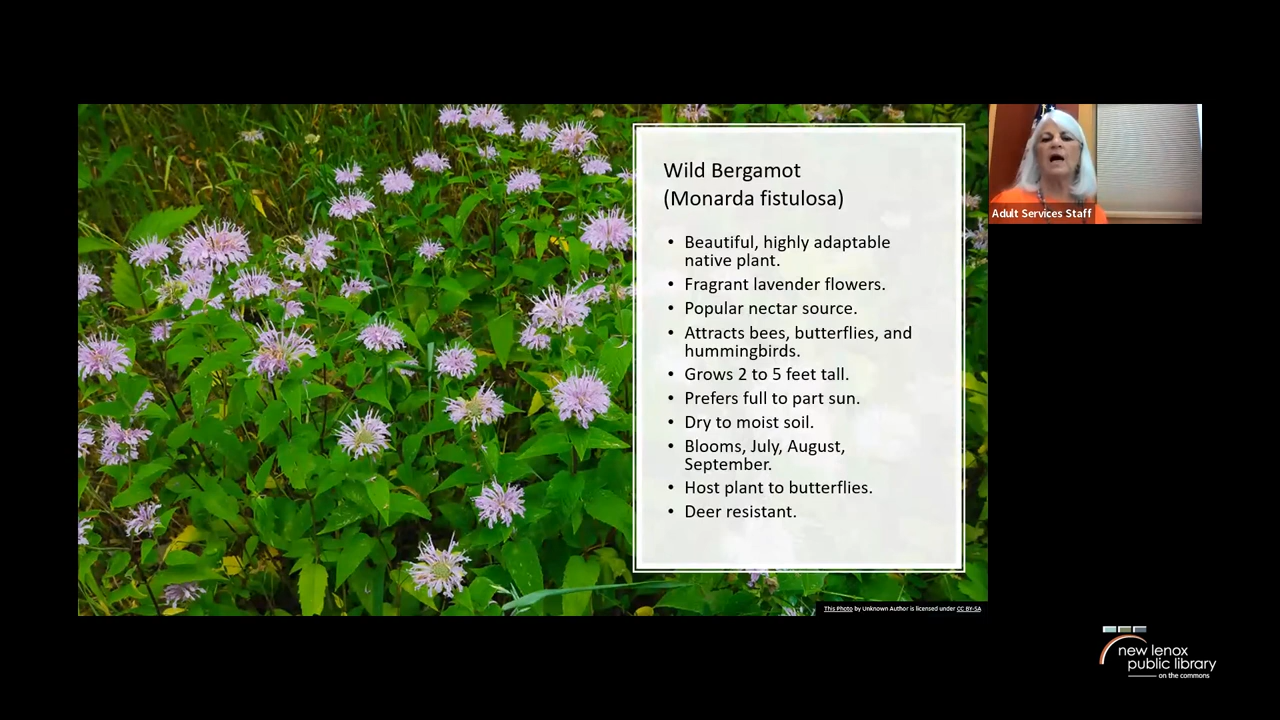 Wild Bergamot
(Monarda fistulosa)
• Beautiful, highly adaptable
native plant.
• Fragrant lavender flowers.
• Popular nectar source.
• Attracts bees, butterflies, and
hummingbirds.
• Grows 2 to 5 feet tall.
• Prefers full to part sun.
• Dry to moist soil.
• Blooms, July, August,
September.
• Host plant to butterflies.
• Deer resistant.
Adult Services Staff
This Photo by Unknown Author is licensed under CC BY-SA
new lenox
public library
on the commons